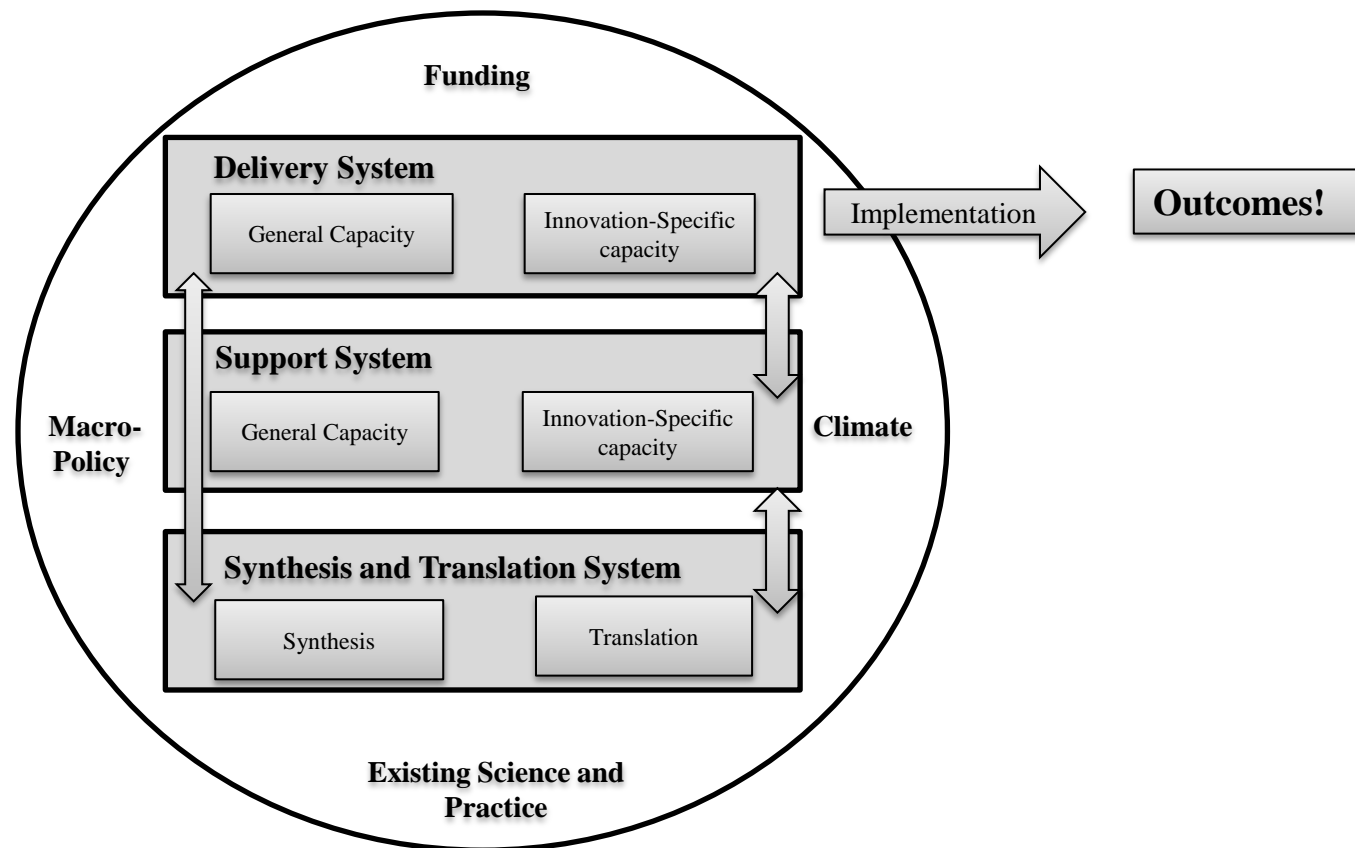 Funding
Delivery System
General Capacity
Innovation-Specific
capacity
Implementation
Outcomes!
Support System
General Capacity
Innovation-Specific
capacity
Macro-
Policy
Climate
Synthesis and Translation System
Synthesis
Translation
Existing Science and
Practice